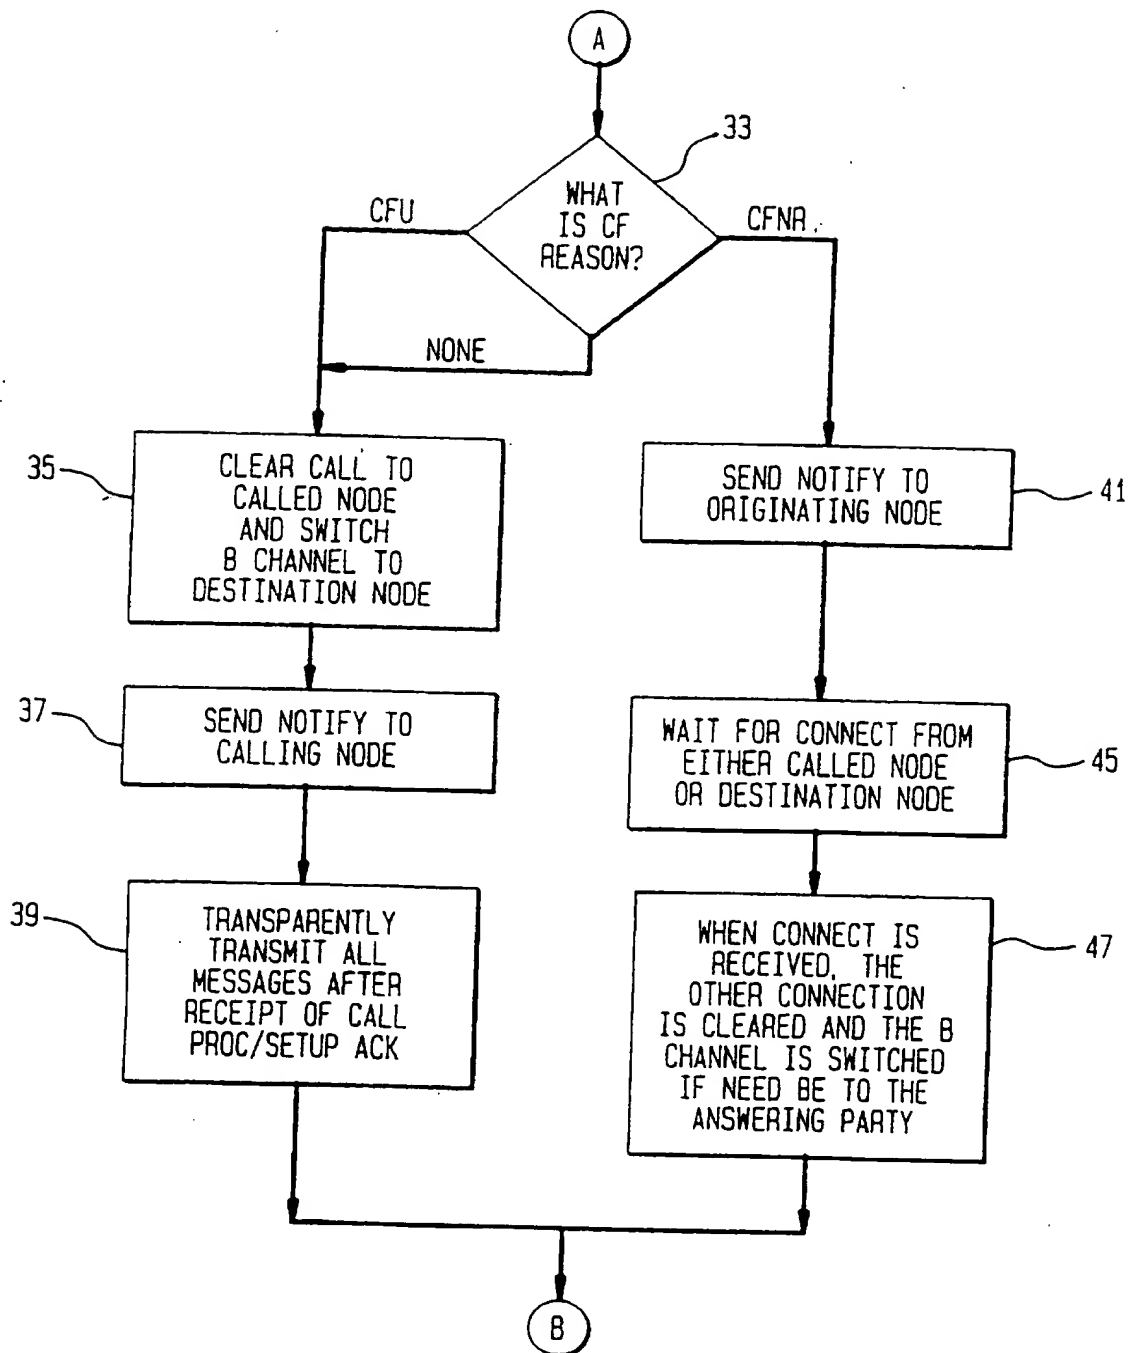 A
33
WHAT
IS CF
REASON?
CFU
CFNR
NONE
35
CLEAR CALL TO
CALLED NODE
AND SWITCH
B CHANNEL TO
DESTINATION NODE
SEND NOTIFY TO
ORIGINATING NODE
41
37
SEND NOTIFY TO
CALLING NODE
WAIT FOR CONNECT FROM
EITHER CALLED NODE
OR DESTINATION NODE
45
39
TRANSPARENTLY
TRANSMIT ALL
MESSAGES AFTER
RECEIPT OF CALL
PROC/SETUP ACK
WHEN CONNECT IS
RECEIVED, THE
OTHER CONNECTION
IS CLEARED AND THE B
CHANNEL IS SWITCHED
IF NEED BE TO THE
ANSWERING PARTY
47
B